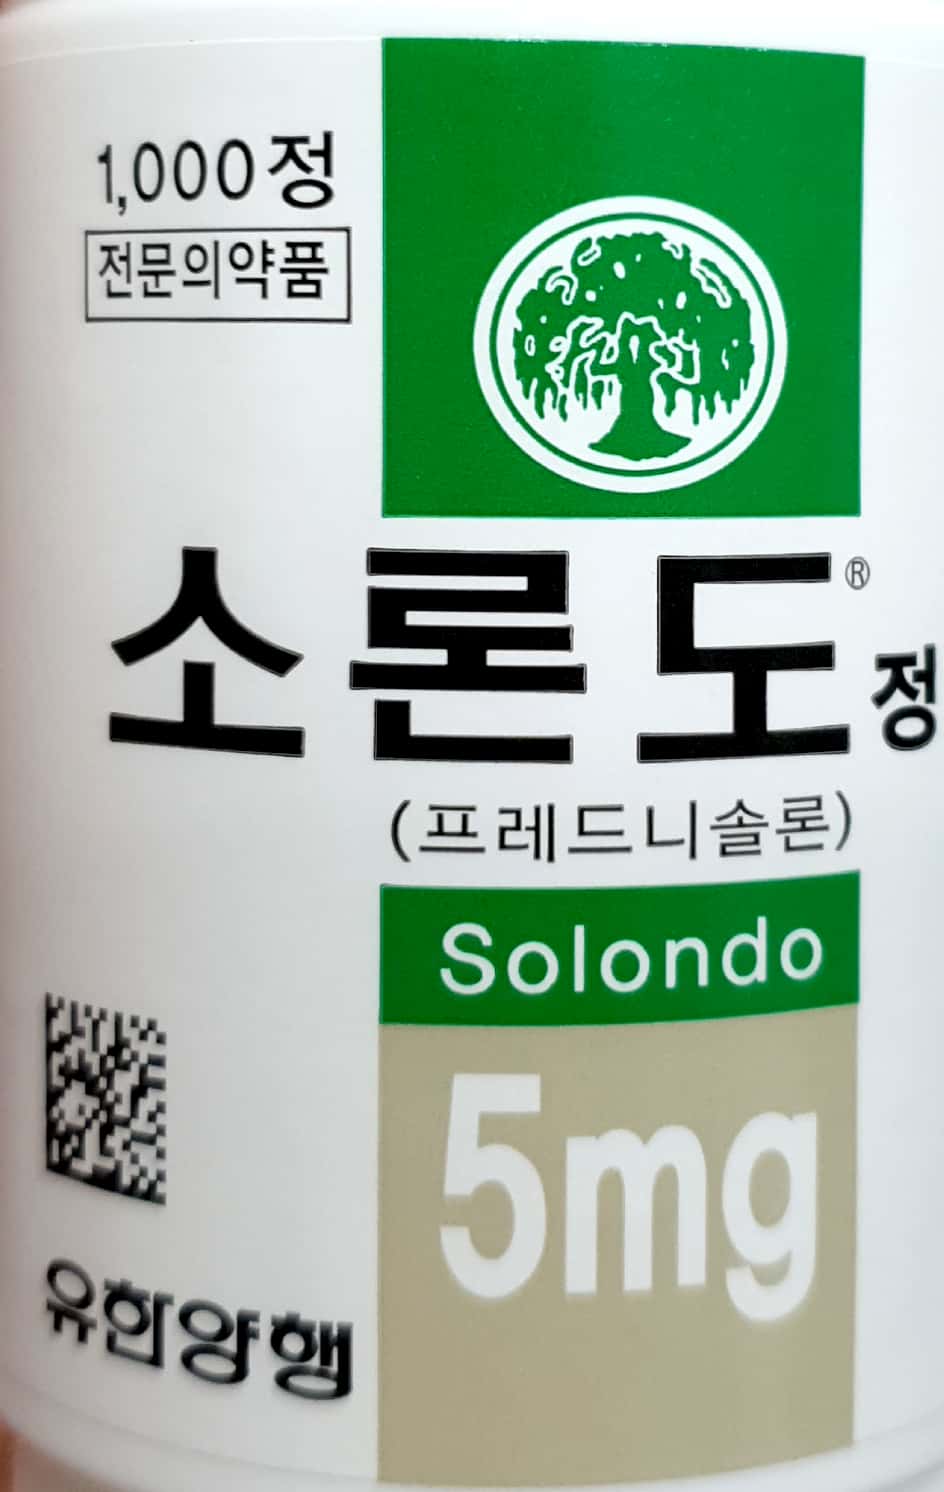 1,000정
전문의약품
소론도®정
(프레드니솔론)
Solondo
5mg
유한양행